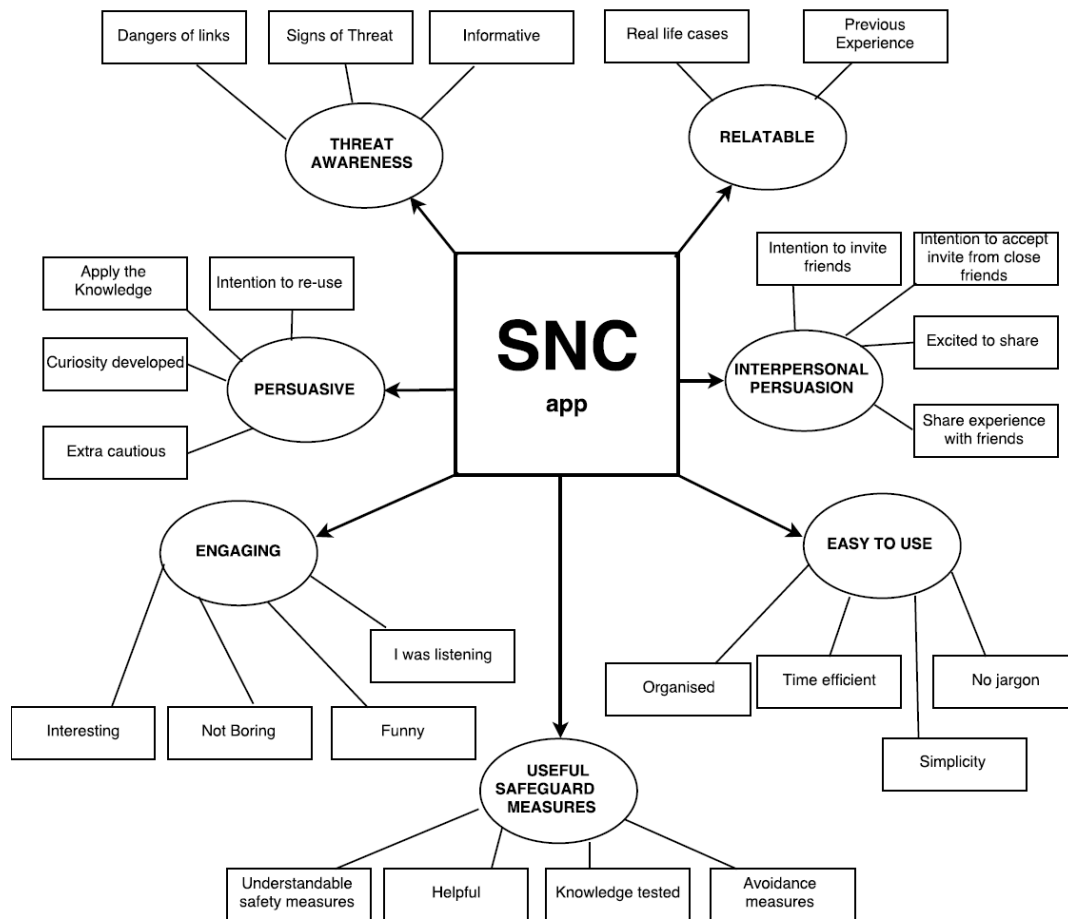 Dangers of links
Signs of Threat
Informative
Real life cases
Previous
Experience
THREAT
AWARENESS
RELATABLE
Apply the
Knowledge
Intention to re-use
Curiosity developed
Extra cautious
PERSUASIVE
SNC
app
Intention to invite
friends
Intention to accept
invite from close
friends
Excited to share
Share experience
with friends
INTERPERSONAL
PERSUASION
ENGAGING
I was listening
Interesting
Not Boring
Funny
EASY TO USE
Organised
Time efficient
No jargon
Simplicity
USEFUL
SAFEGUARD
MEASURES
Understandable
safety measures
Helpful
Knowledge tested
Avoidance
measures